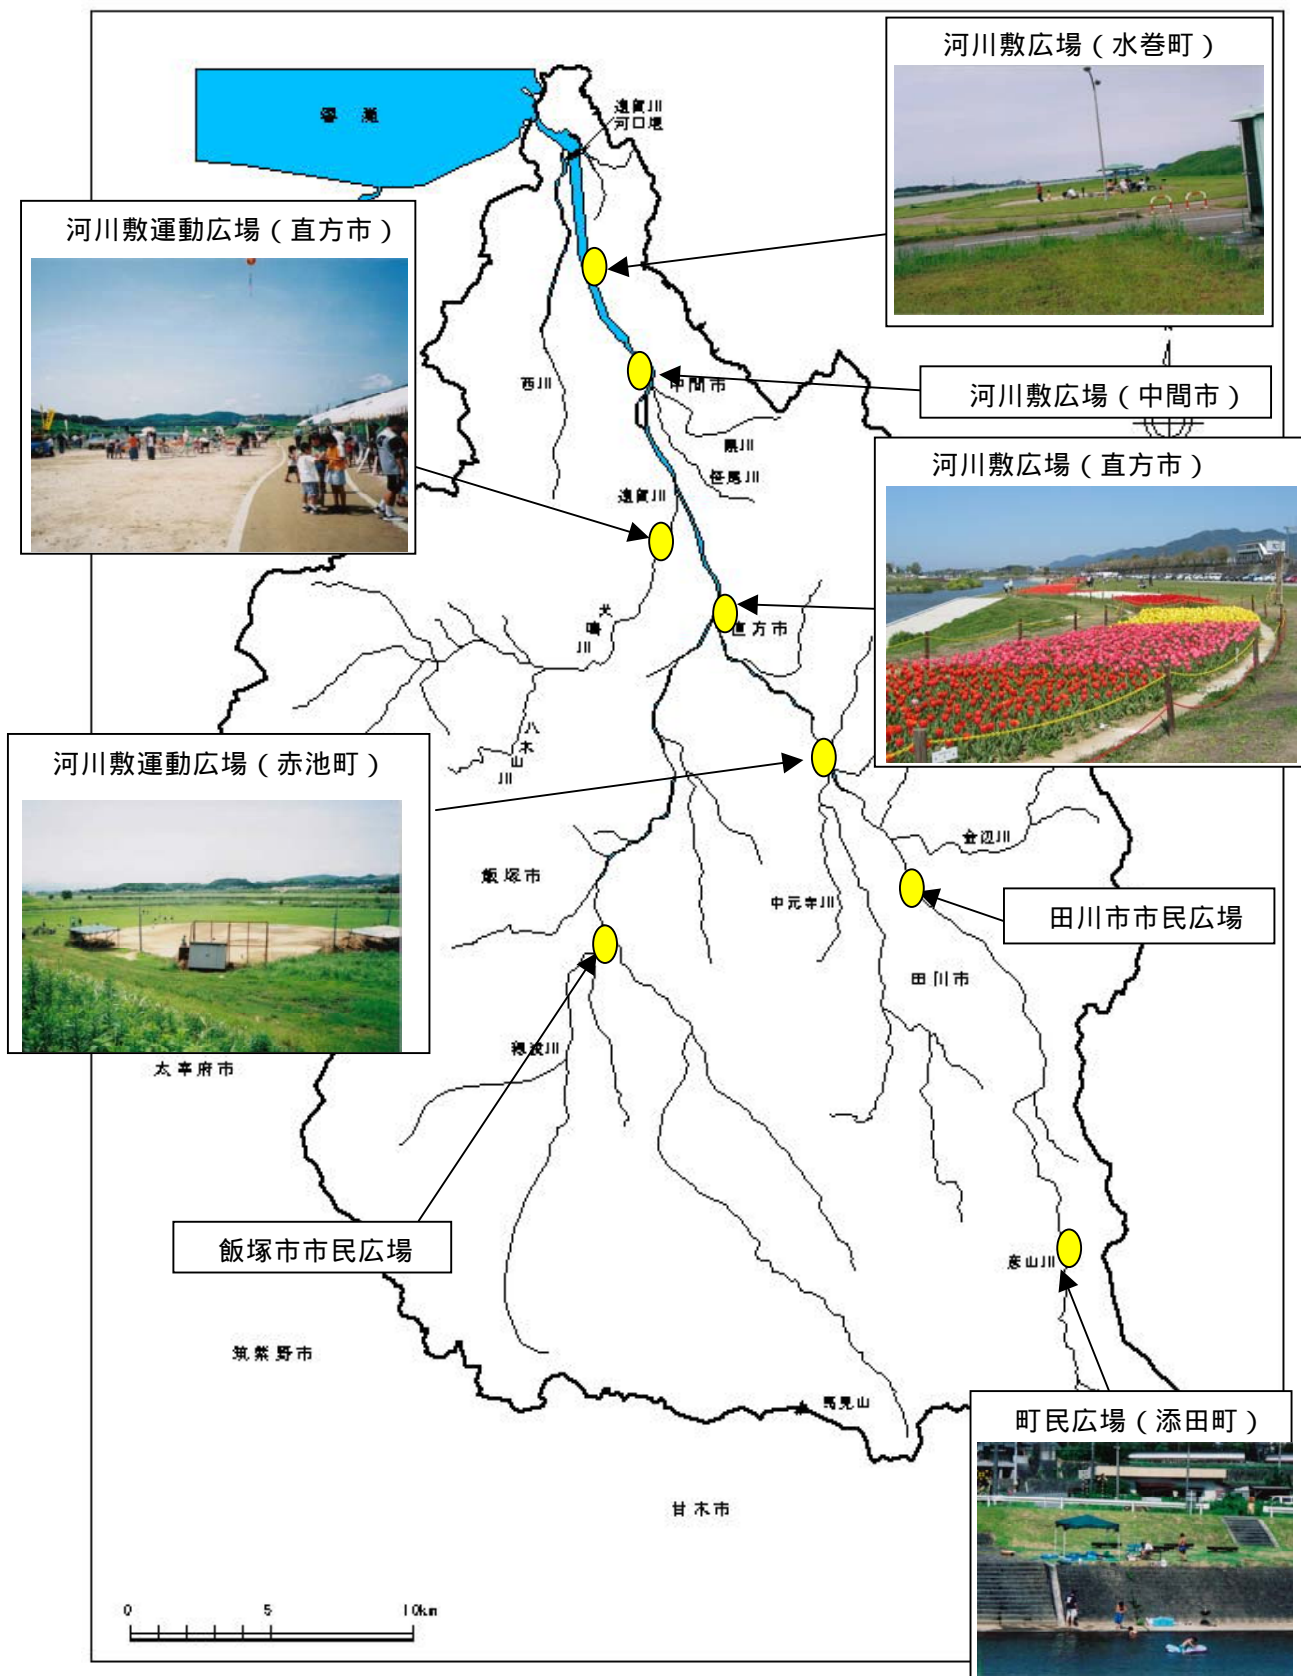 河川敷広場（水巻町）
響灘
遠賀川
河口堰
河川敷運動広場（直方市）
西川
中間市
河川敷広場（中間市）
黒川
笹尾川
河川敷広場（直方市）
遠賀川
犬鳴川
直方市
八木山川
河川敷運動広場（赤池町）
金辺川
飯塚市
中元寺川
田川市市民広場
田川市
穂波川
太宰府市
飯塚市市民広場
彦山川
筑紫野市
馬見山
町民広場（添田町）
甘木市
0 5 10km